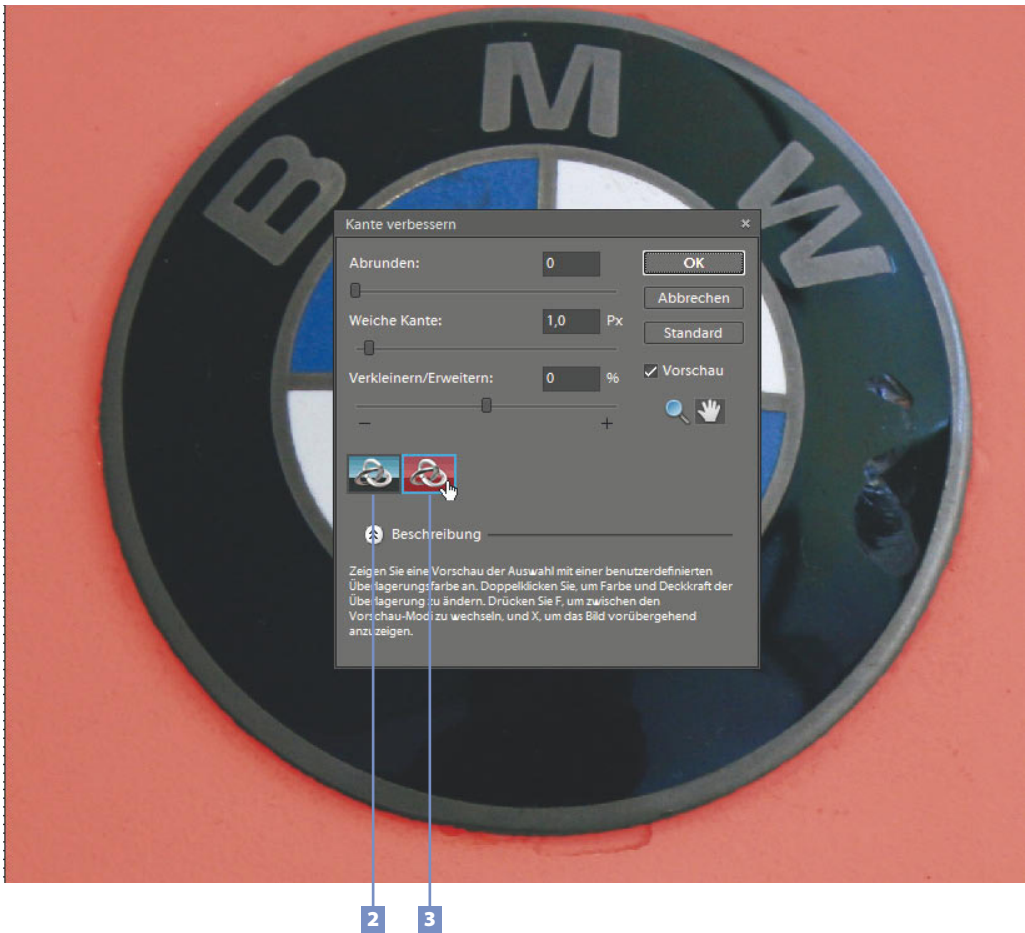 B M W
Kante verbessern ×
Abrunden: 0 OK
Abbrechen
Weiche Kante: 1,0 Px
Standard
Verkleinern/Erweitern: 0 % Vorschau
− +
Beschreibung
Zeigen Sie eine Vorschau der Auswahl mit einer benutzerdefinierten
Überlagerungsfarbe an. Doppelklicken Sie, um Farbe und Deckkraft der
Überlagerung zu ändern. Drücken Sie F, um zwischen den
Vorschau-Modi zu wechseln, und X, um das Bild vorübergehend
anzuzeigen.
2 3